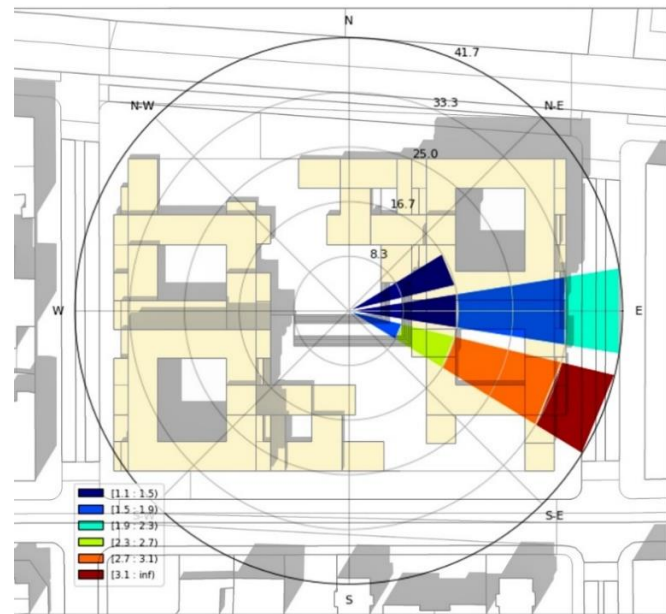 N
41.7
33.3
N-W
N-E
25.0
16.7
8.3
W
E
[1.1 : 1.5)
[1.5 : 1.9)
[1.9 : 2.3)
[2.3 : 2.7)
[2.7 : 3.1)
[3.1 : inf)
S-E
S